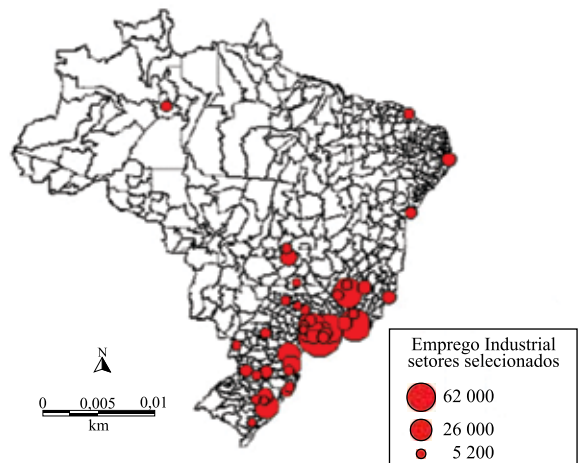 N
0 0,005 0,01
km
Emprego Industrial
setores selecionados
62 000
26 000
5 200